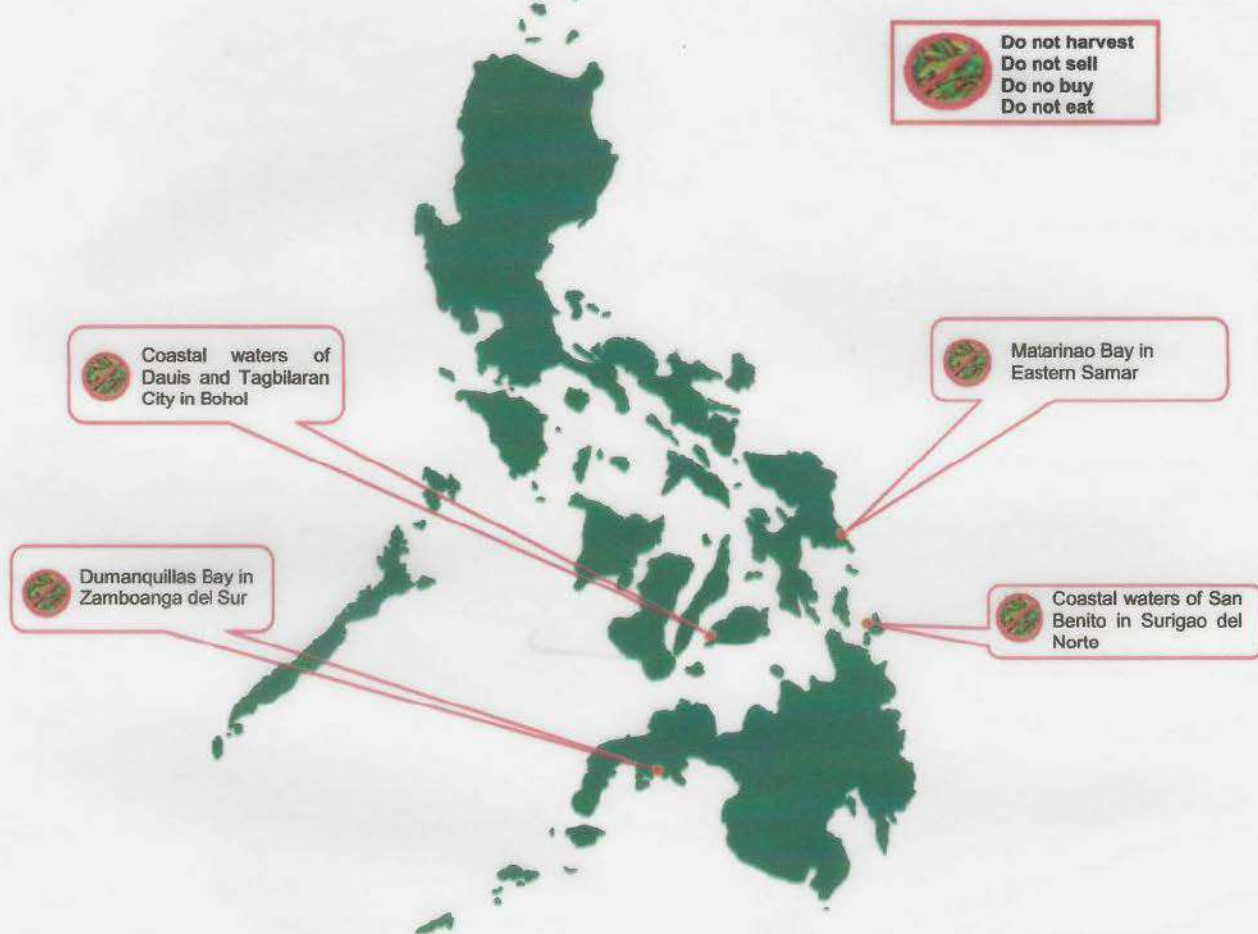 Do not harvest
Do not sell
Do no buy
Do not eat
Coastal waters of
Dauis and Tagbilaran
City in Bohol
Matarinao Bay in
Eastern Samar
Dumanquillas Bay in
Zamboanga del Sur
Coastal waters of San
Benito in Surigao del
Norte